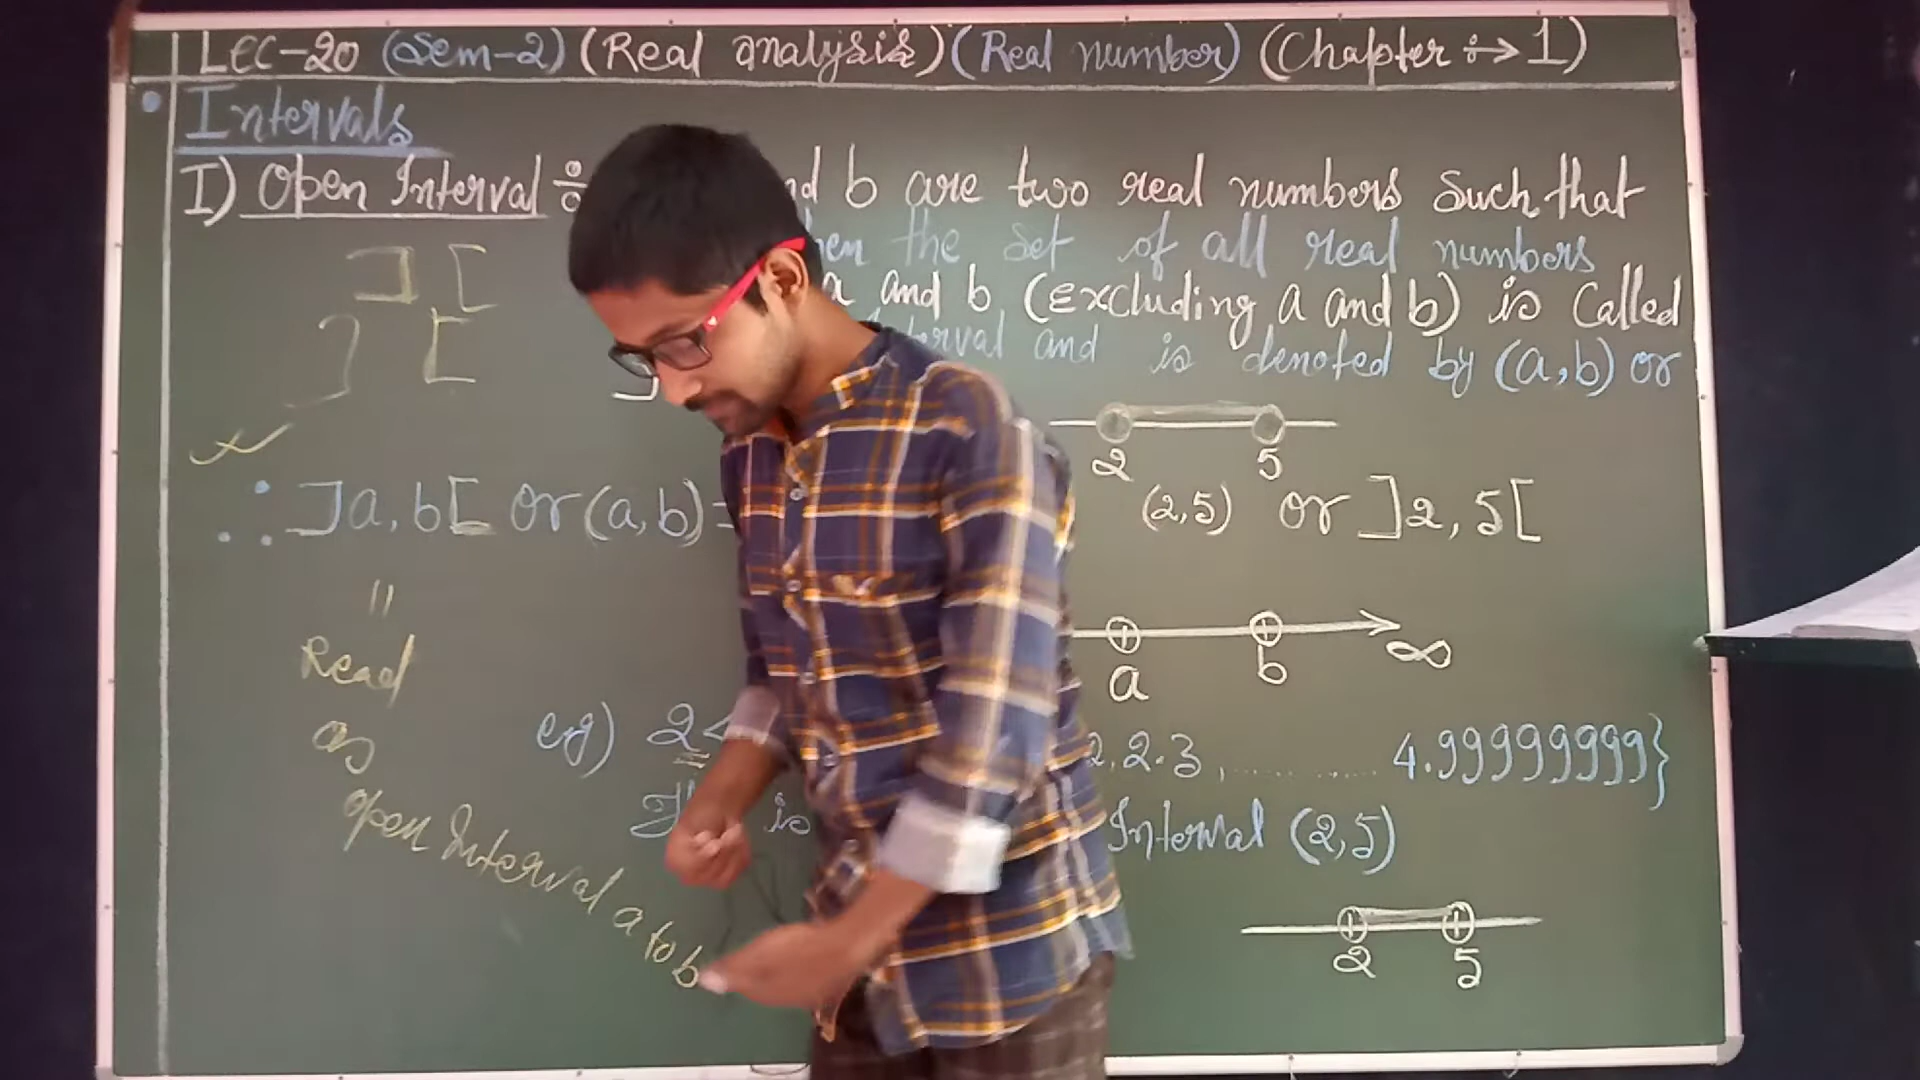 Lec-20 (Sem-2) (Real analysis) (Real number) (Chapter ÷→ 1)
• Intervals
I) Open Interval ÷ nd b are two real numbers Such that
hen the set of all real numbers
a and b (Excluding a and b) is Called
terval and is denoted by (a,b) or
] , [
] [
2 5
(2,5) or ]2, 5[
∴ ]a, b[ or (a, b) =
a b ∞
"
Read
as
open Interval a to b
eg) 2< 2, 2.3, .......... 4.99999999}
is Interval (2,5)
2 5